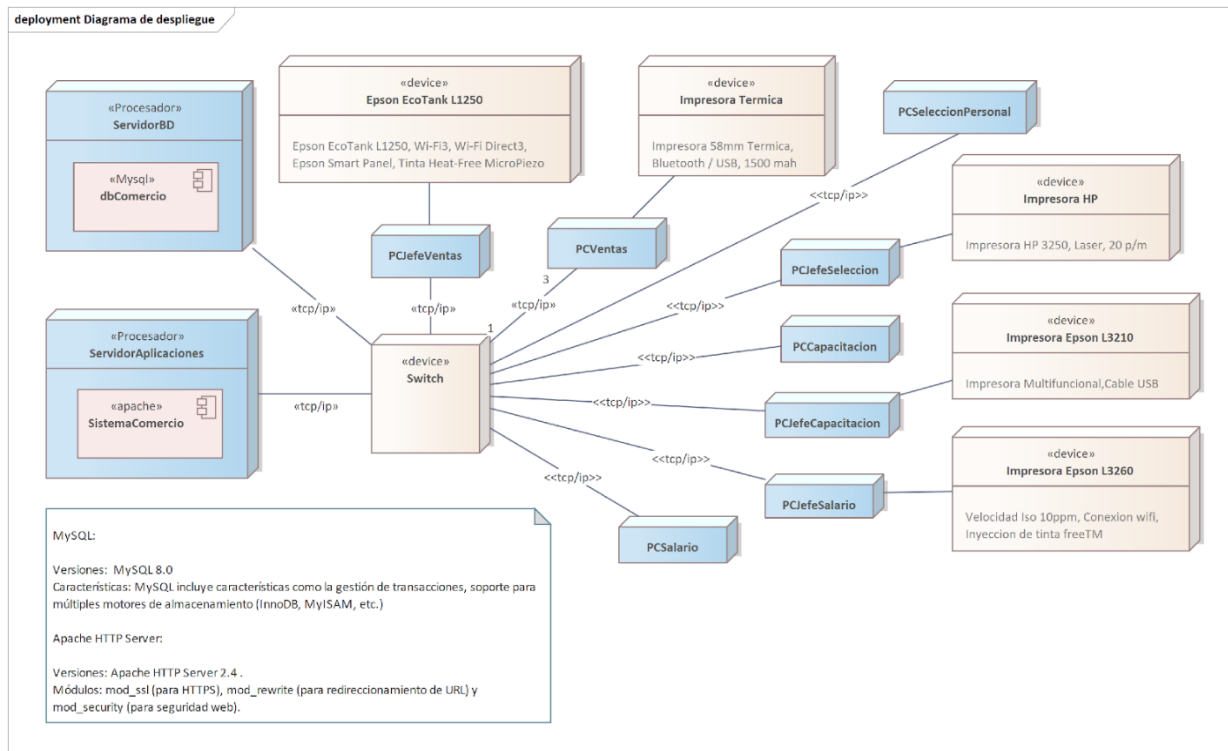 deployment Diagrama de despliegue
«Procesador»
ServidorBD
«Mysql»
dbComercio
«device»
Epson EcoTank L1250
Epson EcoTank L1250, Wi-Fi3, Wi-Fi Direct3,
Epson Smart Panel, Tinta Heat-Free MicroPiezo
«device»
Impresora Termica
Impresora 58mm Termica,
Bluetooth / USB, 1500 mah
PCSeleccionPersonal
«device»
Impresora HP
Impresora HP 3250, Laser, 20 p/m
<<tcp/ip>>
PCJefeVentas
PCVentas
3
PCJefeSeleccion
«tcp/ip»
«tcp/ip»
«tcp/ip»
<<tcp/ip>>
1
«Procesador»
ServidorAplicaciones
«apache»
SistemaComercio
«tcp/ip»
«device»
Switch
<<tcp/ip>>
PCCapacitacion
«device»
Impresora Epson L3210
Impresora Multifuncional,Cable USB
<<tcp/ip>>
PCJefeCapacitacion
<<tcp/ip>>
<<tcp/ip>>
PCJefeSalario
«device»
Impresora Epson L3260
Velocidad Iso 10ppm, Conexion wifi,
Inyeccion de tinta freeTM
PCSalario
MySQL:
Versiones: MySQL 8.0
Características: MySQL incluye características como la gestión de transacciones, soporte para
múltiples motores de almacenamiento (InnoDB, MyISAM, etc.)
Apache HTTP Server:
Versiones: Apache HTTP Server 2.4 .
Módulos: mod_ssl (para HTTPS), mod_rewrite (para redireccionamiento de URL) y
mod_security (para seguridad web).